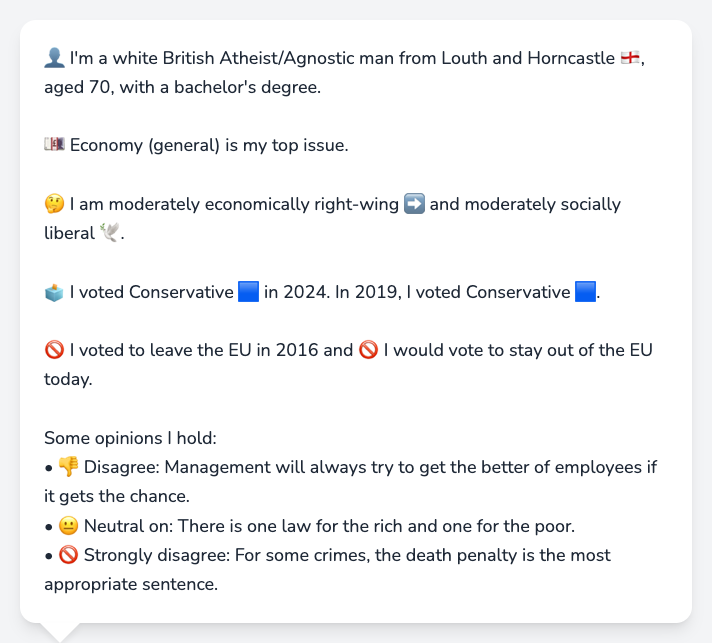 👤 I'm a white British Atheist/Agnostic man from Louth and Horncastle 🏴󠁧󠁢󠁥󠁮󠁧󠁿,
aged 70, with a bachelor's degree.
💷 Economy (general) is my top issue.
🤔 I am moderately economically right-wing ➡️ and moderately socially
liberal 🕊️.
🗳️ I voted Conservative 🟦 in 2024. In 2019, I voted Conservative 🟦.
🚫 I voted to leave the EU in 2016 and 🚫 I would vote to stay out of the EU
today.
Some opinions I hold:
• 👎 Disagree: Management will always try to get the better of employees if
it gets the chance.
• 😐 Neutral on: There is one law for the rich and one for the poor.
• 🚫 Strongly disagree: For some crimes, the death penalty is the most
appropriate sentence.